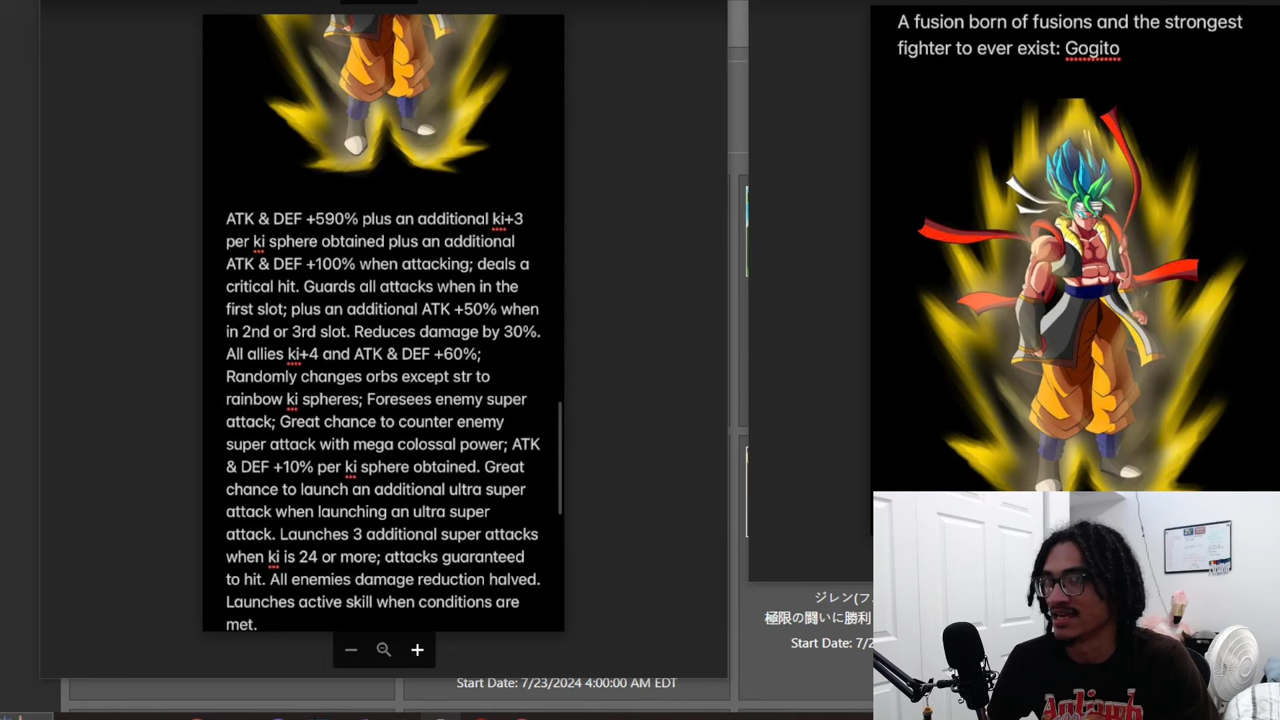 ATK & DEF +590% plus an additional ki+3
per ki sphere obtained plus an additional
ATK & DEF +100% when attacking; deals a
critical hit. Guards all attacks when in the
first slot; plus an additional ATK +50% when
in 2nd or 3rd slot. Reduces damage by 30%.
All allies ki+4 and ATK & DEF +60%;
Randomly changes orbs except str to
rainbow ki spheres; Foresees enemy super
attack; Great chance to counter enemy
super attack with mega colossal power; ATK
& DEF +10% per ki sphere obtained. Great
chance to launch an additional ultra super
attack when launching an ultra super
attack. Launches 3 additional super attacks
when ki is 24 or more; attacks guaranteed
to hit. All enemies damage reduction halved.
Launches active skill when conditions are
met.
Start Date: 7/23/2024 4:00:00 AM EDT
A fusion born of fusions and the strongest
fighter to ever exist: Gogito
ジレン(フ
極限の闘いに勝利
Start Date: 7/2